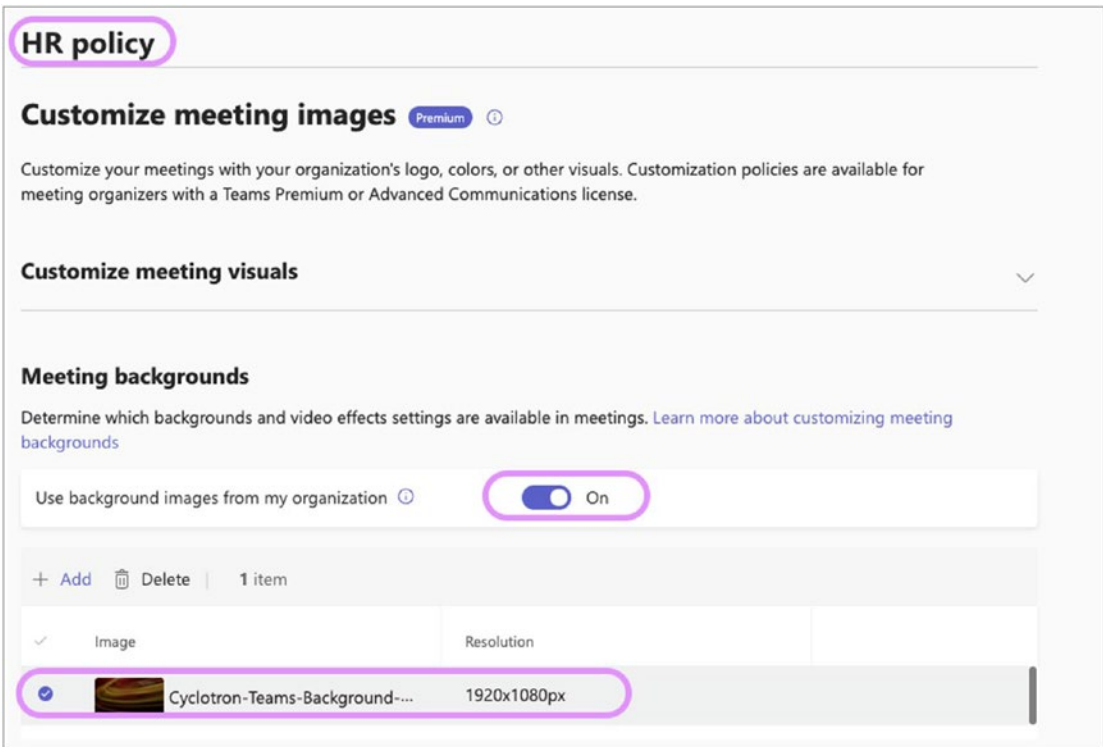 HR policy
Customize meeting images Premium
Customize your meetings with your organization's logo, colors, or other visuals. Customization policies are available for
meeting organizers with a Teams Premium or Advanced Communications license.
Customize meeting visuals
Meeting backgrounds
Determine which backgrounds and video effects settings are available in meetings. Learn more about customizing meeting
backgrounds
Use background images from my organization On
+ Add Delete | 1 item
Image Resolution
Cyclotron-Teams-Background-... 1920x1080px